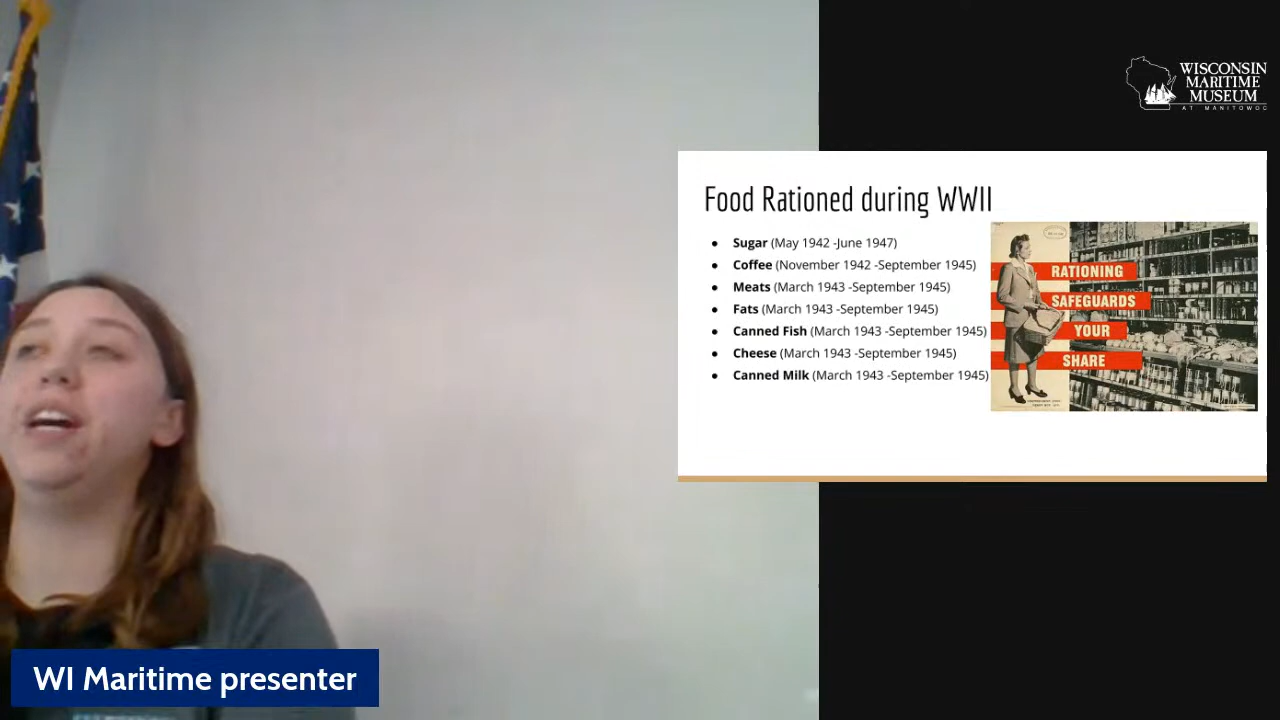 WISCONSIN
MARITIME
MUSEUM
AT MANITOWOC
Food Rationed during WWII
● Sugar (May 1942 -June 1947)
● Coffee (November 1942 -September 1945)
● Meats (March 1943 -September 1945)
● Fats (March 1943 -September 1945)
● Canned Fish (March 1943 -September 1945)
● Cheese (March 1943 -September 1945)
● Canned Milk (March 1943 -September 1945)
RATIONING
SAFEGUARDS
YOUR
SHARE
WI Maritime presenter